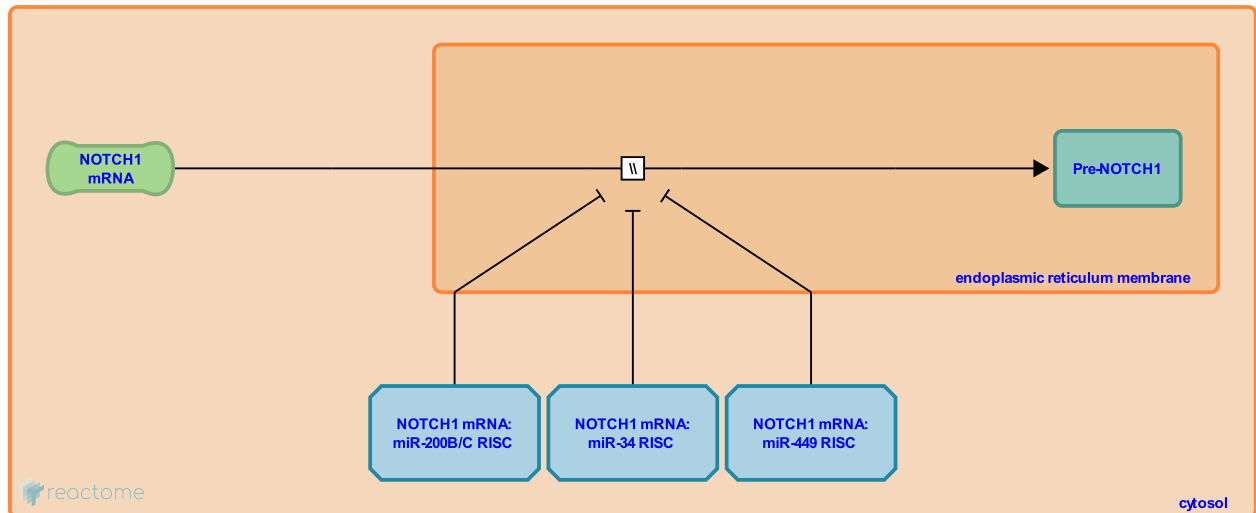 NOTCH1
mRNA
\\
Pre-NOTCH1
endoplasmic reticulum membrane
NOTCH1 mRNA:
miR-200B/C RISC
NOTCH1 mRNA:
miR-34 RISC
NOTCH1 mRNA:
miR-449 RISC
reactome
cytosol